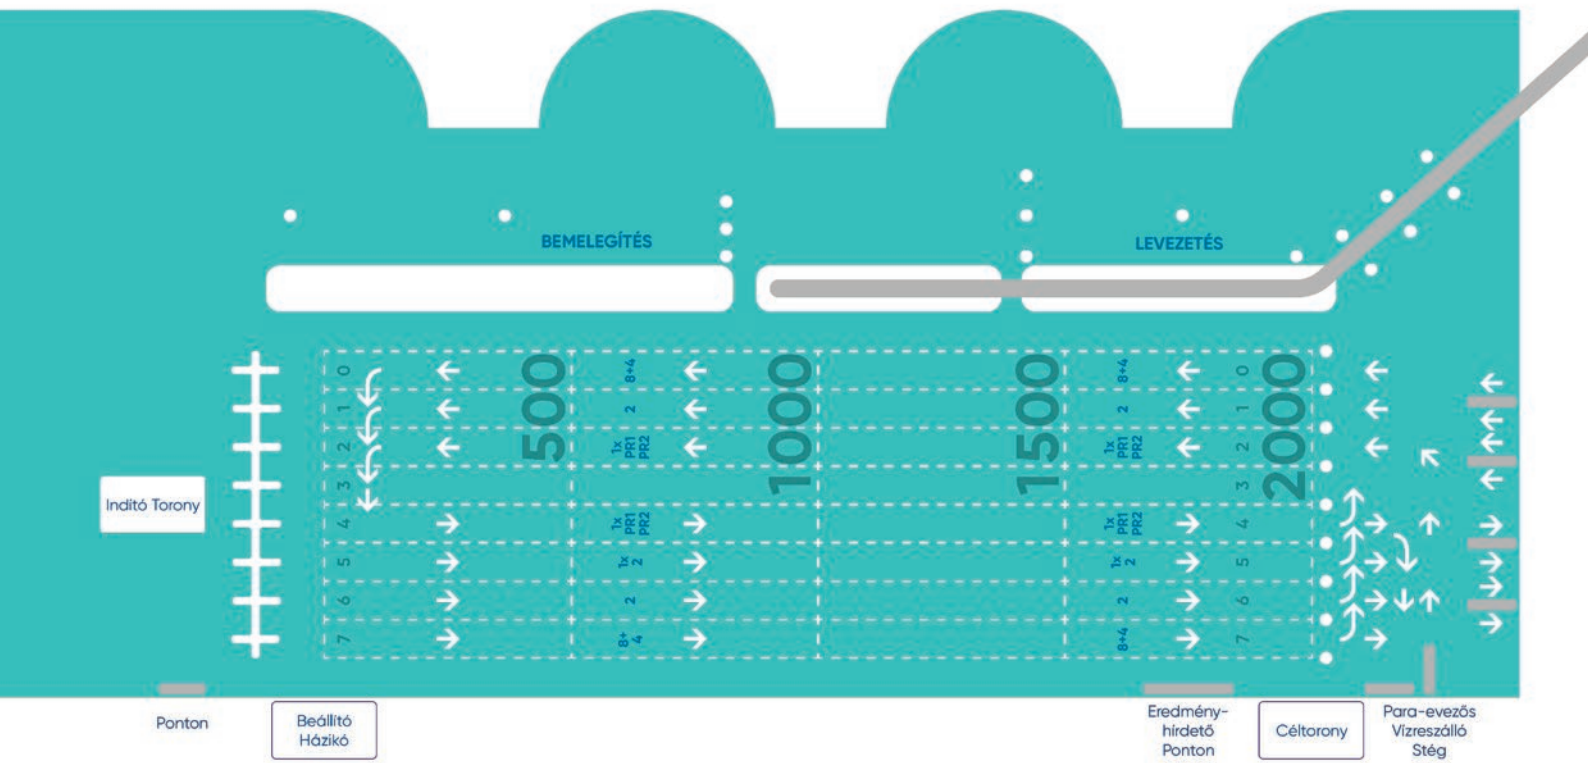 BEMELEGÍTÉS
LEVEZETÉS
500
1000
1500
2000
0
8+4
8+4
0
1
2
2
1
2
1x
PR1
PR2
1x
PR1
PR2
2
3
3
Indító Torony
4
1x
PR1
PR2
1x
PR1
PR2
4
5
1x
2
1x
2
5
6
2
2
6
7
8+
4
8+4
7
Ponton
Beállító
Házikó
Eredmény-
hírdető
Ponton
Céltorony
Para-evezős
Vízreszálló
Stég